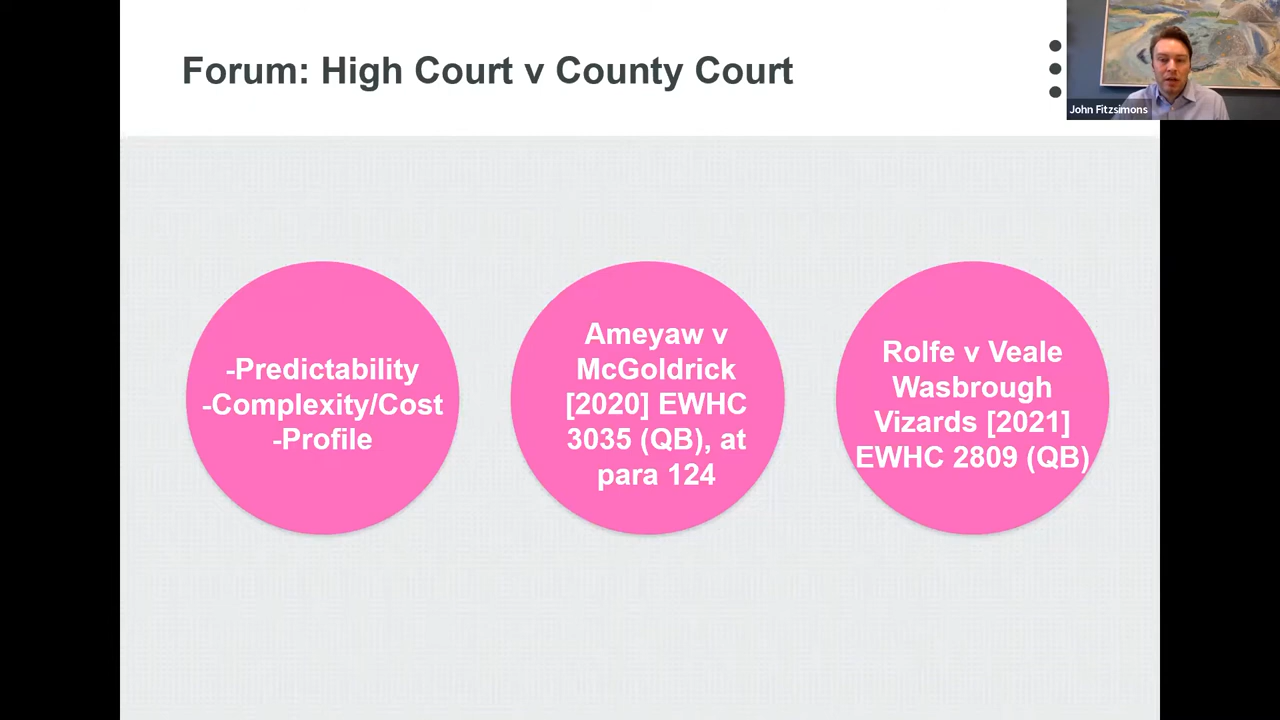 Forum: High Court v County Court
John Fitzsimons
-Predictability
-Complexity/Cost
-Profile
Ameyaw v
McGoldrick
[2020] EWHC
3035 (QB), at
para 124
Rolfe v Veale
Wasbrough
Vizards [2021]
EWHC 2809 (QB)